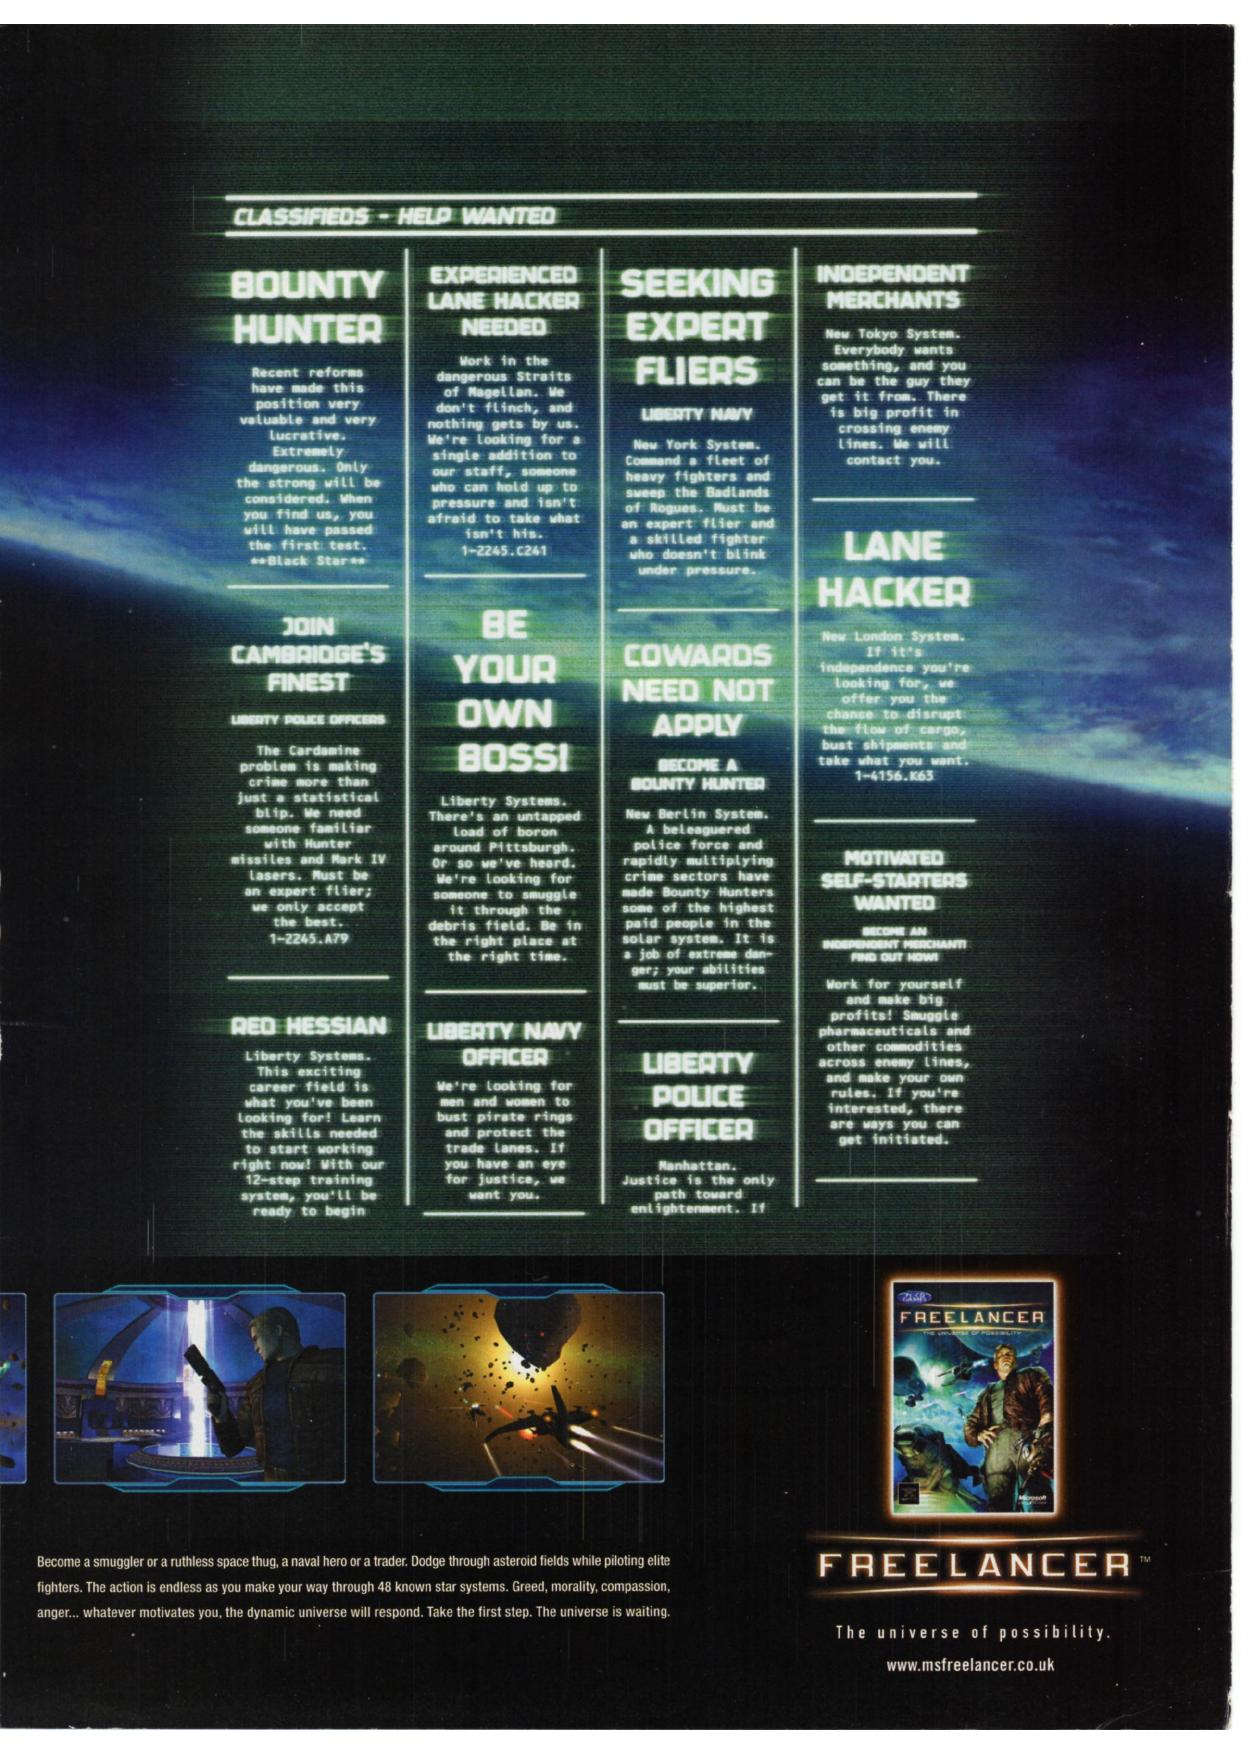 CLASSIFIEDS - HELP WANTED
BOUNTY
HUNTER
Recent reforms
have made this
position very
valuable and very
lucrative.
Extremely
dangerous. Only
the strong will be
considered. When
you find us, you
will have passed
the first test.
**Black Star**
JOIN
CAMBRIDGE'S
FINEST
LIBERTY POLICE OFFICERS
The Cardamine
problem is making
crime more than
just a statistical
blip. We need
someone familiar
with Hunter
missiles and Mark IV
lasers. Must be
an expert flier;
we only accept
the best.
1-2245.A79
RED HESSIAN
Liberty Systems.
This exciting
career field is
what you've been
looking for! Learn
the skills needed
to start working
right now! With our
12-step training
system, you'll be
ready to begin
EXPERIENCED
LANE HACKER
NEEDED
Work in the
dangerous Straits
of Magellan. We
don't flinch, and
nothing gets by us.
We're looking for a
single addition to
our staff, someone
who can hold up to
pressure and isn't
afraid to take what
isn't his.
1-2245.C241
BE
YOUR
OWN
BOSS!
Liberty Systems.
There's an untapped
load of boron
around Pittsburgh.
Or so we've heard.
We're looking for
someone to smuggle
it through the
debris field. Be in
the right place at
the right time.
LIBERTY NAVY
OFFICER
We're looking for
men and women to
bust pirate rings
and protect the
trade lanes. If
you have an eye
for justice, we
want you.
SEEKING
EXPERT
FLIERS
LIBERTY NAVY
New York System.
Command a fleet of
heavy fighters and
sweep the Badlands
of Rogues. Must be
an expert flier and
a skilled fighter
who doesn't blink
under pressure.
COWARDS
NEED NOT
APPLY
BECOME A
BOUNTY HUNTER
New Berlin System.
A beleaguered
police force and
rapidly multiplying
crime sectors have
made Bounty Hunters
some of the highest
paid people in the
solar system. It is
a job of extreme dan-
ger; your abilities
must be superior.
LIBERTY
POLICE
OFFICER
Manhattan.
Justice is the only
path toward
enlightenment. If
INDEPENDENT
MERCHANTS
New Tokyo System.
Everybody wants
something, and you
can be the guy they
get it from. There
is big profit in
crossing enemy
lines. We will
contact you.
LANE
HACKER
New London System.
If it's
independence you're
looking for, we
offer you the
chance to disrupt
the flow of cargo,
bust shipments and
take what you want.
1-4156.K63
MOTIVATED
SELF-STARTERS
WANTED
BECOME AN
INDEPENDENT MERCHANT!
FIND OUT HOW!
Work for yourself
and make big
profits! Smuggle
pharmaceuticals and
other commodities
across enemy lines,
and make your own
rules. If you're
interested, there
are ways you can
get initiated.
FREELANCER
THE UNIVERSE OF POSSIBILITY
Microsoft
Become a smuggler or a ruthless space thug, a naval hero or a trader. Dodge through asteroid fields while piloting elite
fighters. The action is endless as you make your way through 48 known star systems. Greed, morality, compassion,
anger... whatever motivates you, the dynamic universe will respond. Take the first step. The universe is waiting.
FREELANCER™
The universe of possibility.
www.msfreelancer.co.uk